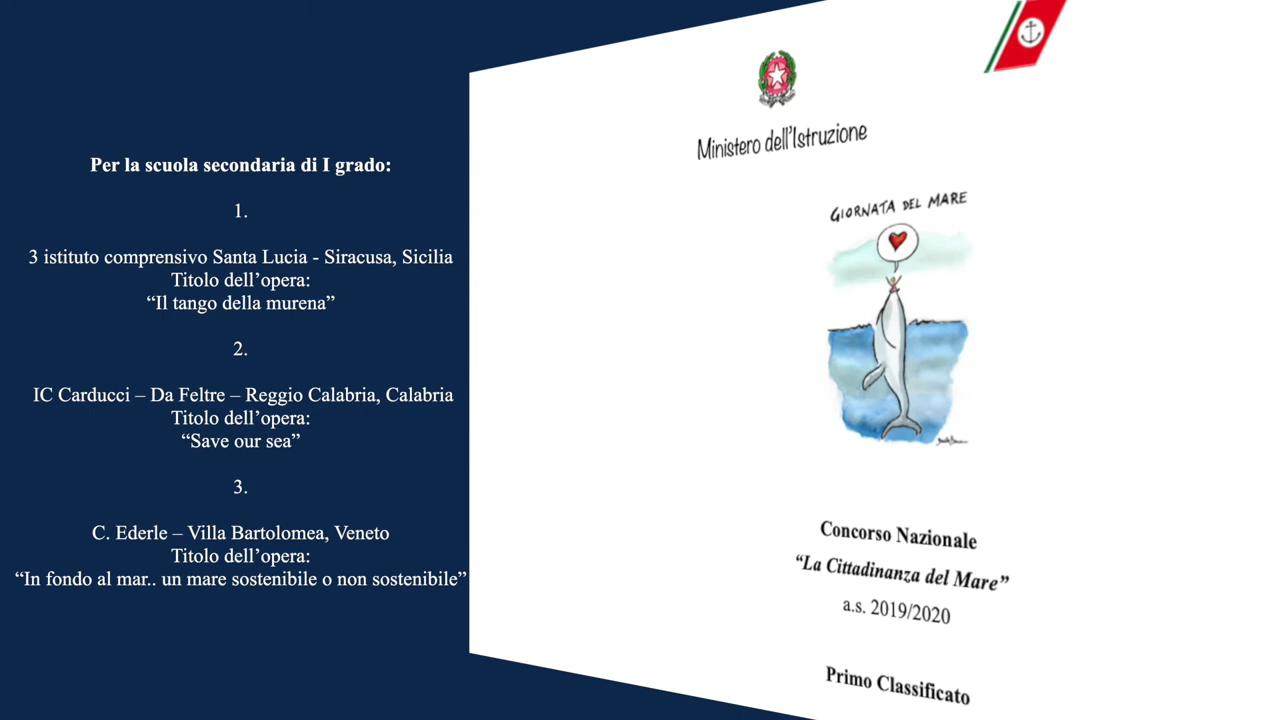 Per la scuola secondaria di I grado:
1.
3 istituto comprensivo Santa Lucia - Siracusa, Sicilia
Titolo dell’opera:
“Il tango della murena”
2.
IC Carducci – Da Feltre – Reggio Calabria, Calabria
Titolo dell’opera:
“Save our sea”
3.
C. Ederle – Villa Bartolomea, Veneto
Titolo dell’opera:
“In fondo al mar.. un mare sostenibile o non sostenibile”
Ministero dell’Istruzione
GIORNATA DEL MARE
Concorso Nazionale
“La Cittadinanza del Mare”
a.s. 2019/2020
Primo Classificato